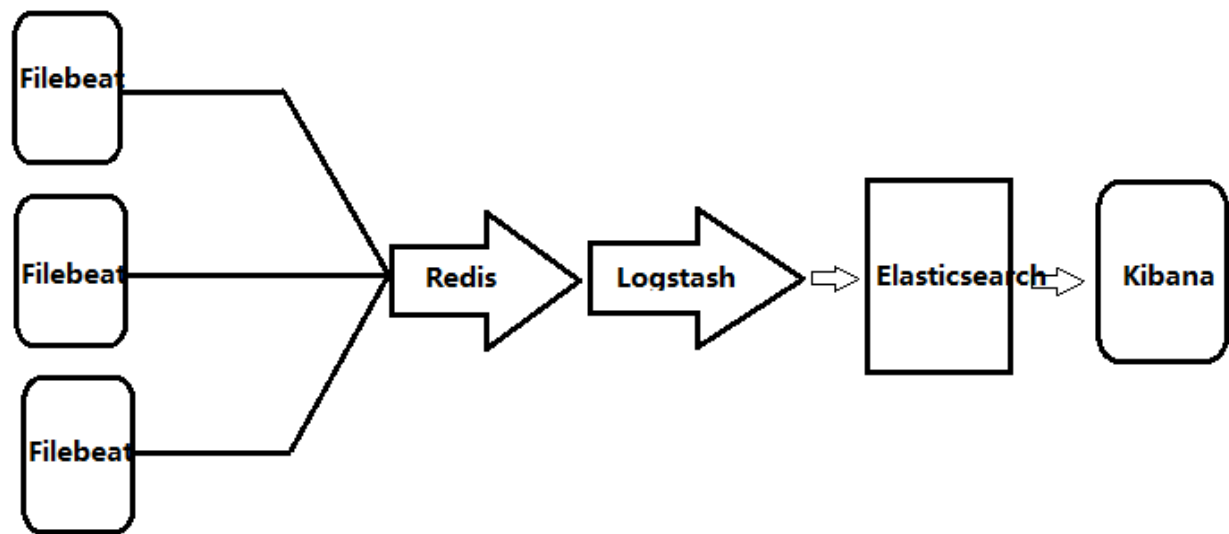 Filebeat
Filebeat
Filebeat
Redis
Logstash
Elasticsearch
Kibana